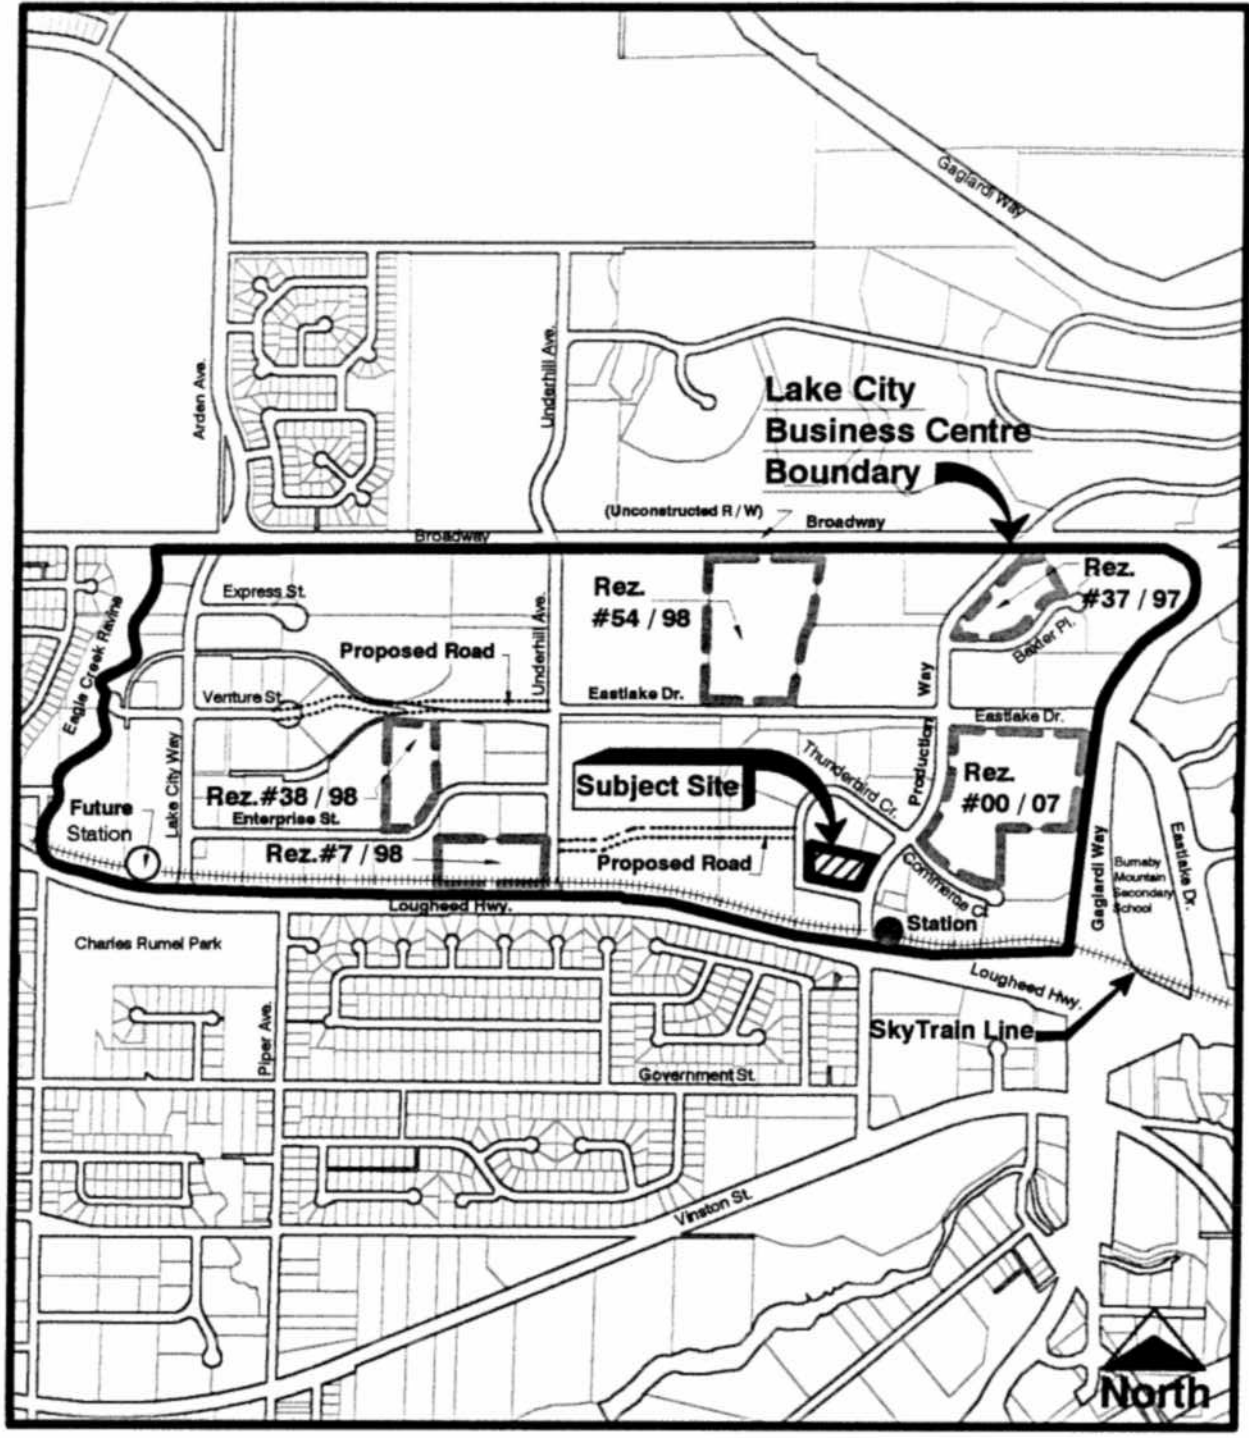 Gaglardi Way
Arden Ave.
Underhill Ave.
Lake City
Business Centre
Boundary
(Unconstructed R / W)
Broadway
Broadway
Express St.
Eagle Creek Ravine
Underhill Ave.
Rez.
#54 / 98
Rez.
#37 / 97
Baxter Pl.
Proposed Road
Venture St.
Eastlake Dr.
Production Way
Eastlake Dr.
Thunderbird Cr.
Subject Site
Rez.
#00 / 07
Lake City Way
Rez.#38 / 98
Enterprise St.
Future
Station
Rez.#7 / 98
Proposed Road
Commerce Ct.
Gaglardi Way
Burnaby
Mountain
Secondary
School
Eastlake Dr.
Lougheed Hwy.
Station
Charles Rumel Park
Lougheed Hwy.
SkyTrain Line
Piper Ave.
Government St.
Vinston St.
North